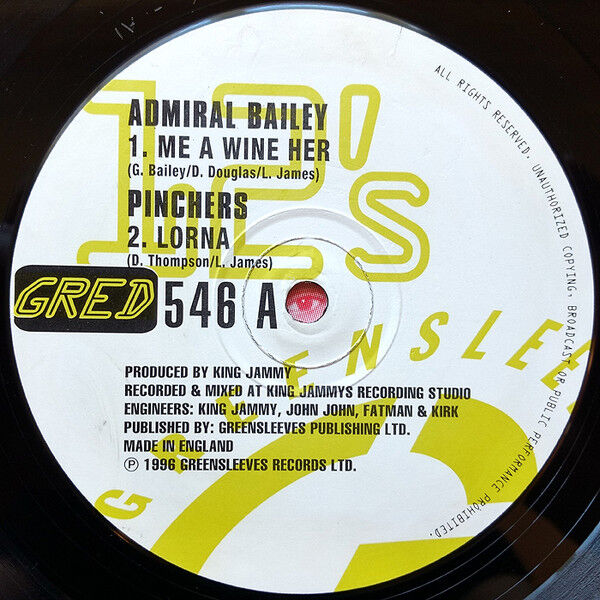 12's
ADMIRAL BAILEY
1. ME A WINE HER
(G. Bailey/D. Douglas/L. James)
PINCHERS
2. LORNA
(D. Thompson/L. James)
GRED 546 A
PRODUCED BY KING JAMMY
RECORDED & MIXED AT KING JAMMYS RECORDING STUDIO
ENGINEERS: KING JAMMY, JOHN JOHN, FATMAN & KIRK
PUBLISHED BY: GREENSLEEVES PUBLISHING LTD.
MADE IN ENGLAND
℗ 1996 GREENSLEEVES RECORDS LTD.
GREENSLEE
ALL RIGHTS RESERVED. UNAUTHORIZED COPYING, BROADCAST OR PUBLIC PERFORMANCE PROHIBITED.